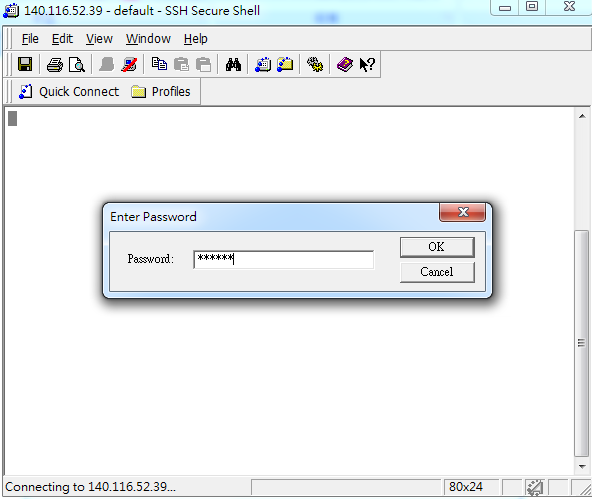 140.116.52.39 - default - SSH Secure Shell
File Edit View Window Help
Quick Connect Profiles
Enter Password
Password: ******
OK
Cancel
Connecting to 140.116.52.39... 80x24